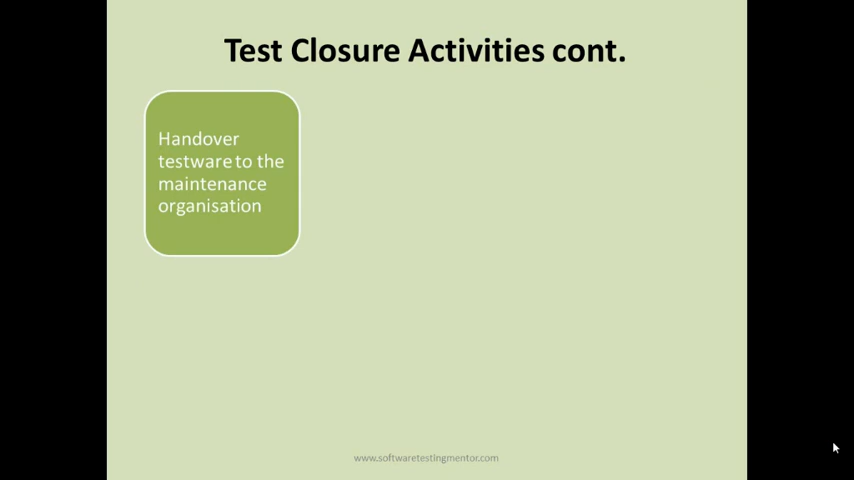 Test Closure Activities cont.
Handover
testware to the
maintenance
organisation
www.softwaretestingmentor.com